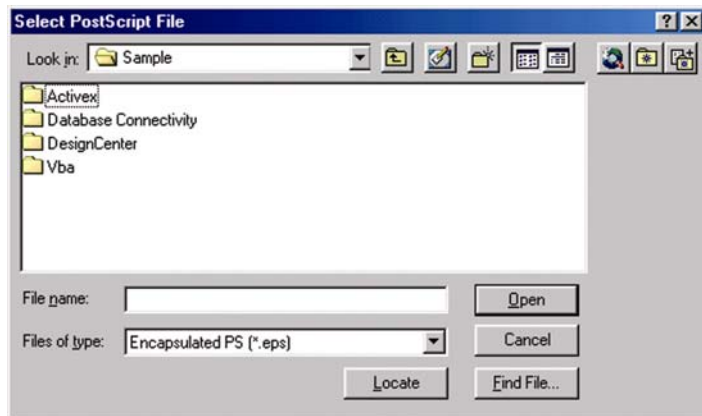 Select PostScript File
Look in: Sample
Activex
Database Connectivity
DesignCenter
Vba
File name: Open
Files of type: Encapsulated PS (*.eps) Cancel
Locate Find File...